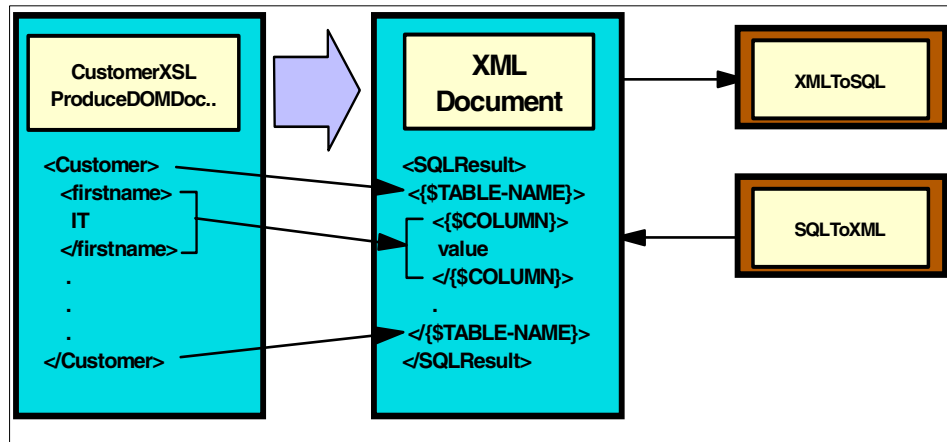 CustomerXSL
ProduceDOMDoc..
<Customer>
<firstname>
IT
</firstname>
.
.
.
</Customer>
XML
Document
<SQLResult>
<{$TABLE-NAME}>
<{$COLUMN}>
value
</{$COLUMN}>
.
</{$TABLE-NAME}>
</SQLResult>
XMLToSQL
SQLToXML